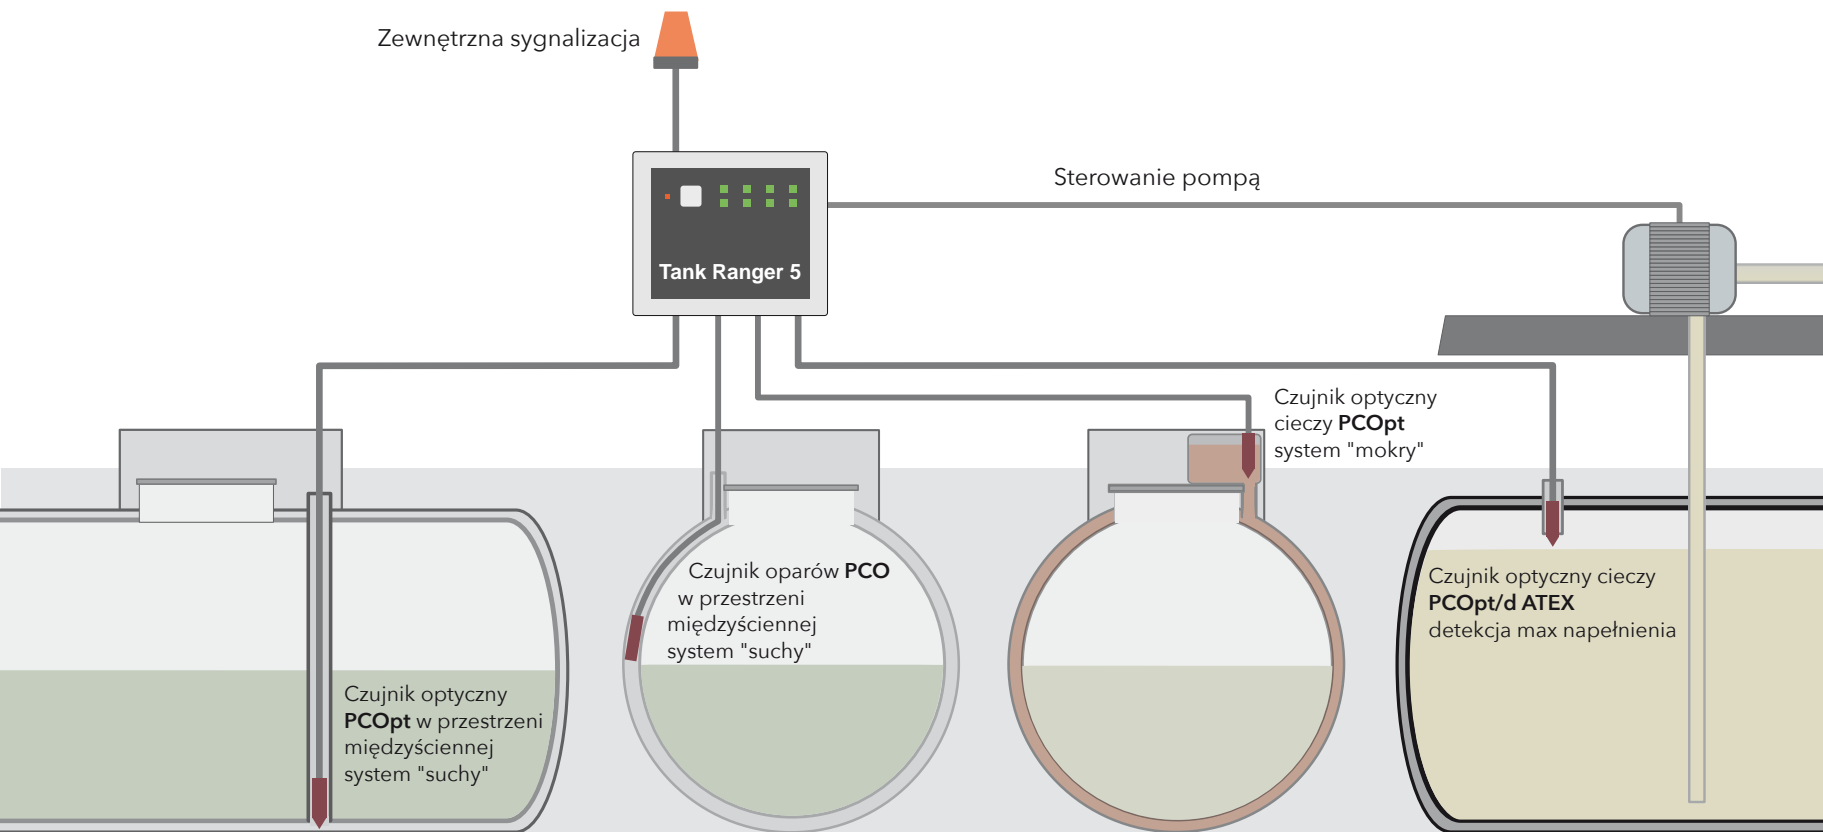 Zewnętrzna sygnalizacja
Sterowanie pompą
Tank Ranger 5
Czujnik optyczny
cieczy PCOpt
system "mokry"
Czujnik oparów PCO
w przestrzeni
międzyściennej
system "suchy"
Czujnik optyczny cieczy
PCOpt/d ATEX
detekcja max napełnienia
Czujnik optyczny
PCOpt w przestrzeni
międzyściennej
system "suchy"